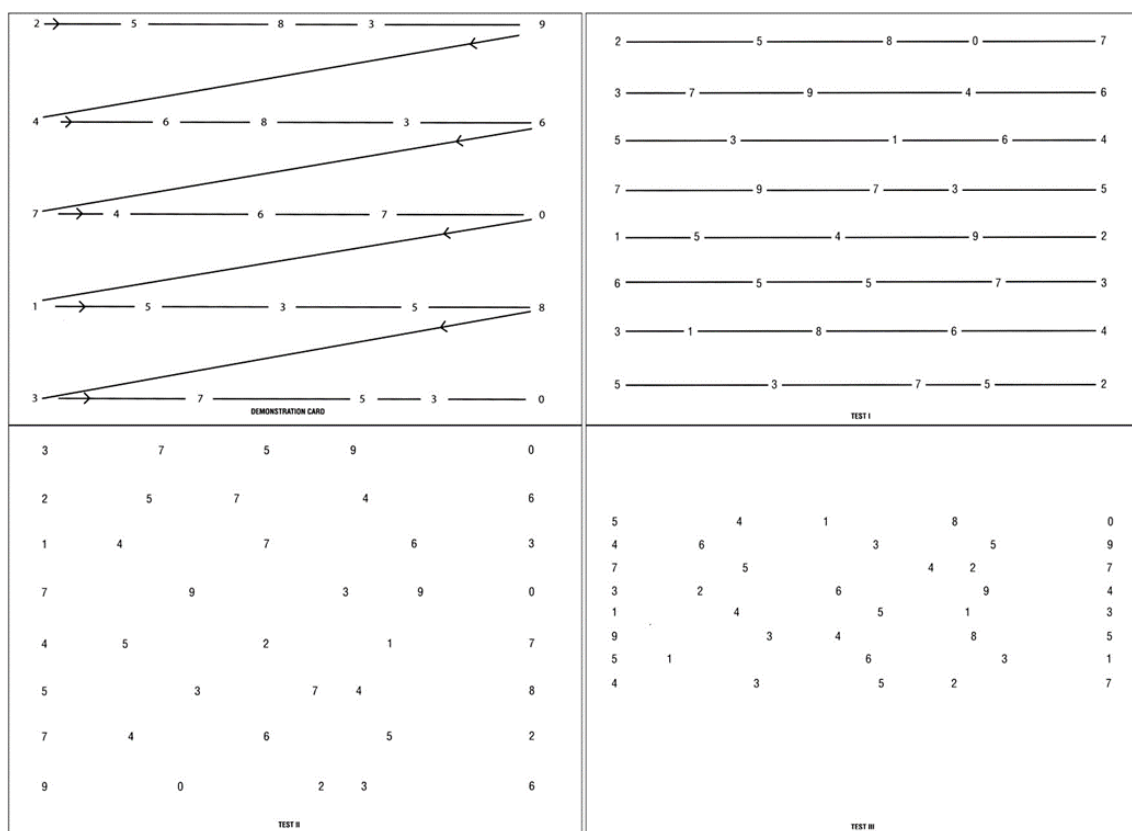 2 5 8 3 9
4 6 8 3 6
7 4 6 7 0
1 5 3 5 8
3 7 5 3 0
DEMONSTRATION CARD
2 5 8 0 7
3 7 9 4 6
5 3 1 6 4
7 9 7 3 5
1 5 4 9 2
6 5 5 7 3
3 1 8 6 4
5 3 7 5 2
TEST I
3 7 5 9 0
2 5 7 4 6
1 4 7 6 3
7 9 3 9 0
4 5 2 1 7
5 3 7 4 8
7 4 6 5 2
9 0 2 3 6
TEST II
5 4 1 8 0
4 6 3 5 9
7 5 4 2 7
3 2 6 9 4
1 4 5 1 3
9 3 4 8 5
5 1 6 3 1
4 3 5 2 7
TEST III